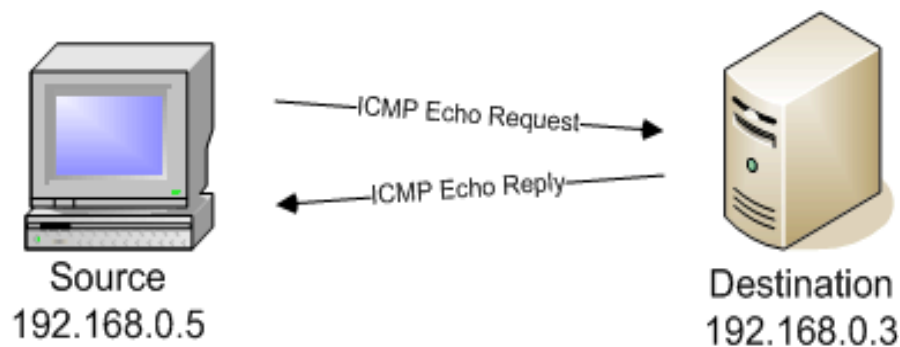 ICMP Echo Request
ICMP Echo Reply
Source
192.168.0.5
Destination
192.168.0.3